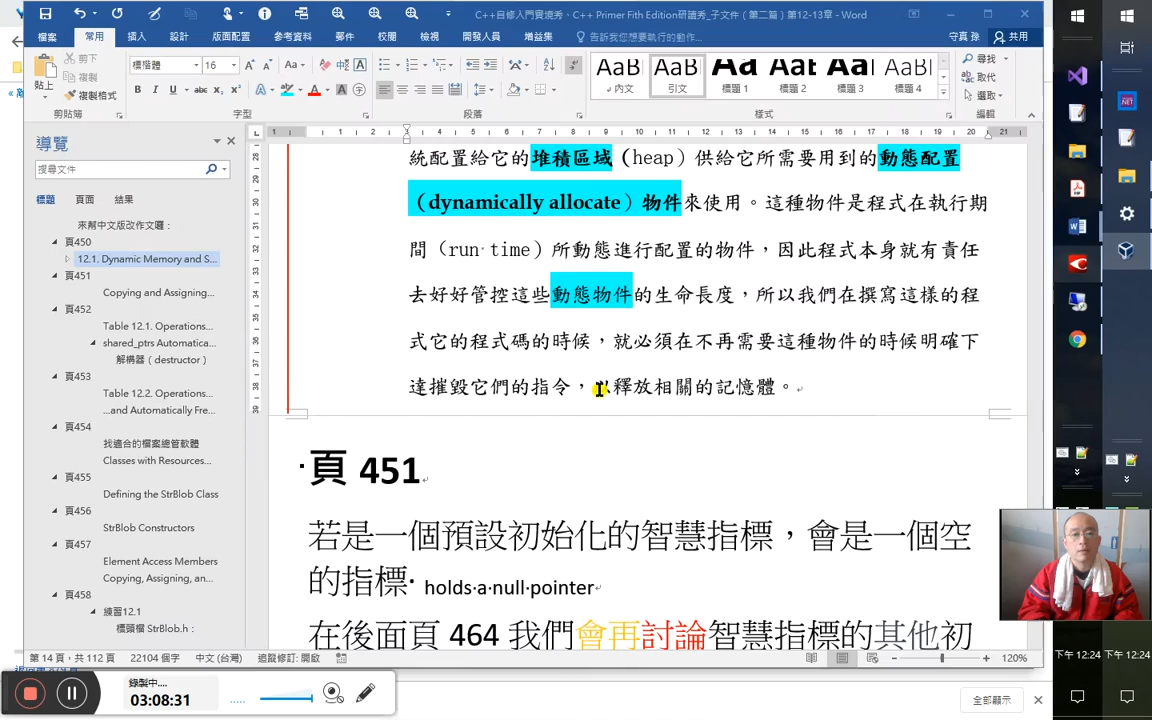 C++自修入門實境秀、C++ Primer Fifth Edition研讀秀_子文件（第二篇）第12-13章 - Word
檔案 常用 插入 設計 版面配置 參考資料 郵件 校閱 檢視 開發人員 增益集 告訴我您想要執行的動作... 守真 孫 共用
貼上
剪下
複製
複製格式
標楷體 16
剪貼簿 字型 段落 樣式
AaB 內文
AaB 引文
Aa 標題 1
Aat 標題 2
Aal 標題 3
AaBl 標題 4
尋找
取代
選取
編輯
導覽
搜尋文件
標題 頁面 結果
來幫中文版改作文囉：
頁450
12.1. Dynamic Memory and S...
頁451
Copying and Assigning...
頁452
Table 12.1. Operations...
shared_ptrs Automatica...
解構器（destructor）
頁453
Table 12.2. Operations...
...and Automatically Fre...
頁454
找適合的檔案總管軟體
Classes with Resources...
頁455
Defining the StrBlob Class
頁456
StrBlob Constructors
頁457
Element Access Members
Copying, Assigning, an...
頁458
練習12.1
標頭檔 StrBlob.h：
統配置給它的堆積區域（heap）供給它所需要用到的動態配置
（dynamically allocate）物件來使用。這種物件是程式在執行期
間（run time）所動態進行配置的物件，因此程式本身就有責任
去好好管控這些動態物件的生命長度，所以我們在撰寫這樣的程
式它的程式碼的時候，就必須在不再需要這種物件的時候明確下
達摧毀它們的指令，以釋放相關的記憶體。
頁 451
若是一個預設初始化的智慧指標，會是一個空
的指標 holds a null pointer
在後面頁 464 我們會再討論智慧指標的其他初
第 14 頁，共 112 頁 22104 個字 中文 (台灣) 追蹤修訂: 開啟 120%
錄製中....
03:08:31
全部顯示
下午 12:24 下午 12:24